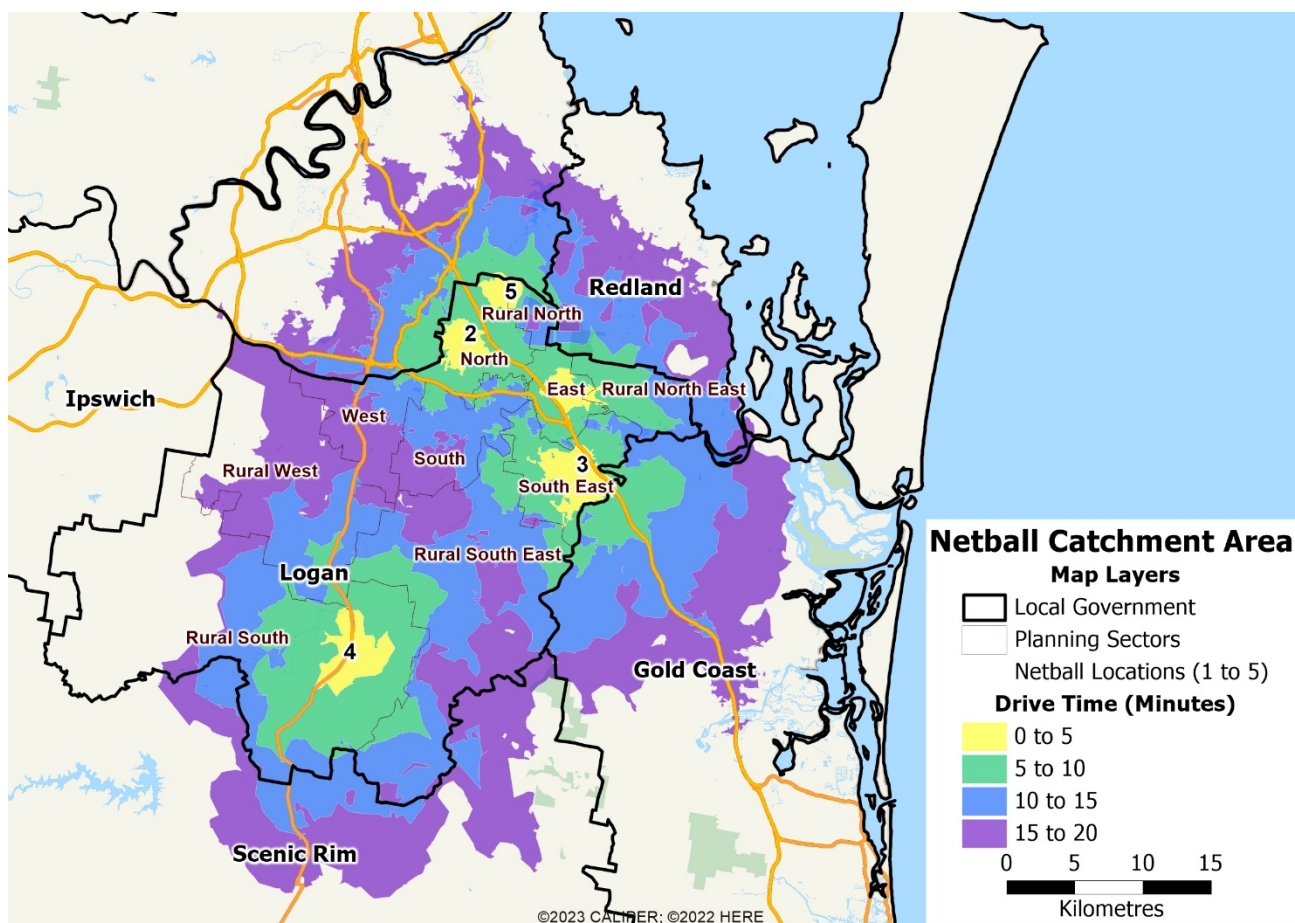 Redland
5
Rural North
2
North
Ipswich
East
Rural North East
West
South
3
Rural West
South East
Rural South East
Logan
Rural South
4
Gold Coast
Scenic Rim
Netball Catchment Area
Map Layers
Local Government
Planning Sectors
Netball Locations (1 to 5)
Drive Time (Minutes)
0 to 5
5 to 10
10 to 15
15 to 20
0 5 10 15
Kilometres
©2023 CALIPER; ©2022 HERE